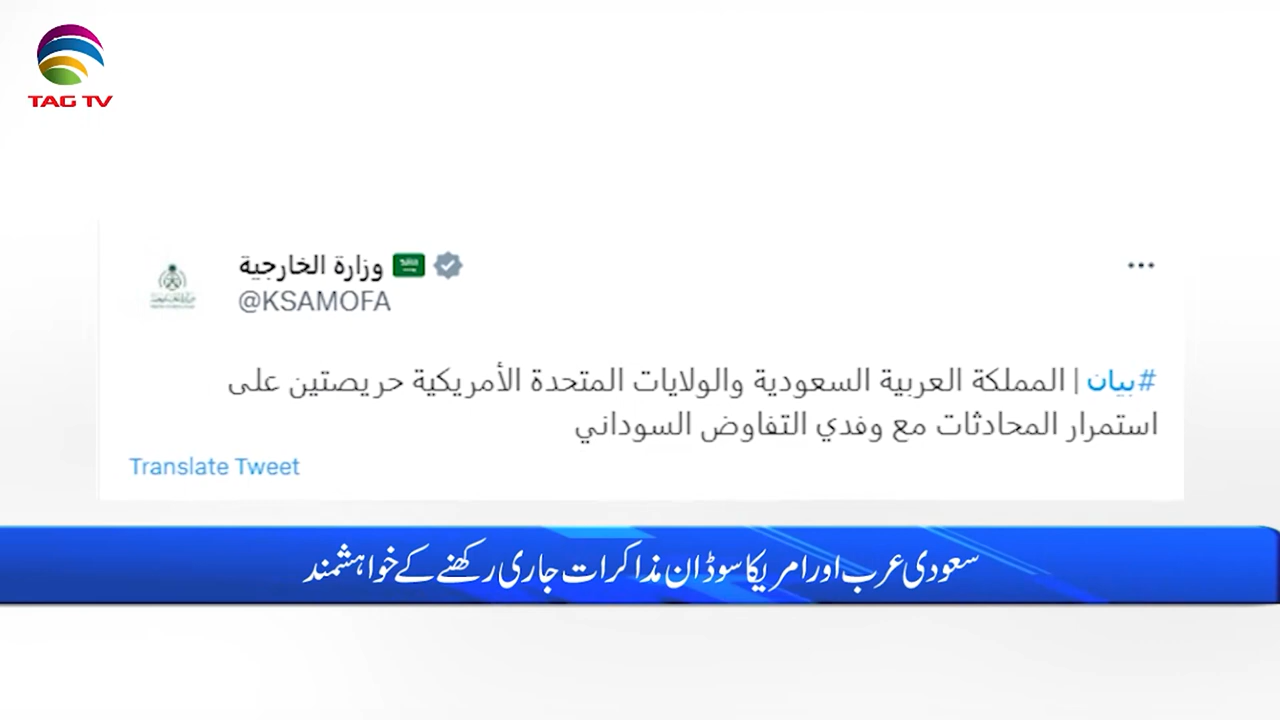 TAG TV
وزارة الخارجية
@KSAMOFA
#بيان | المملكة العربية السعودية والولايات المتحدة الأمريكية حريصتين على
استمرار المحادثات مع وفدي التفاوض السوداني
Translate Tweet
سعودی عرب اور امریکا سوڈان مذاکرات جاری رکھنے کے خواہشمند